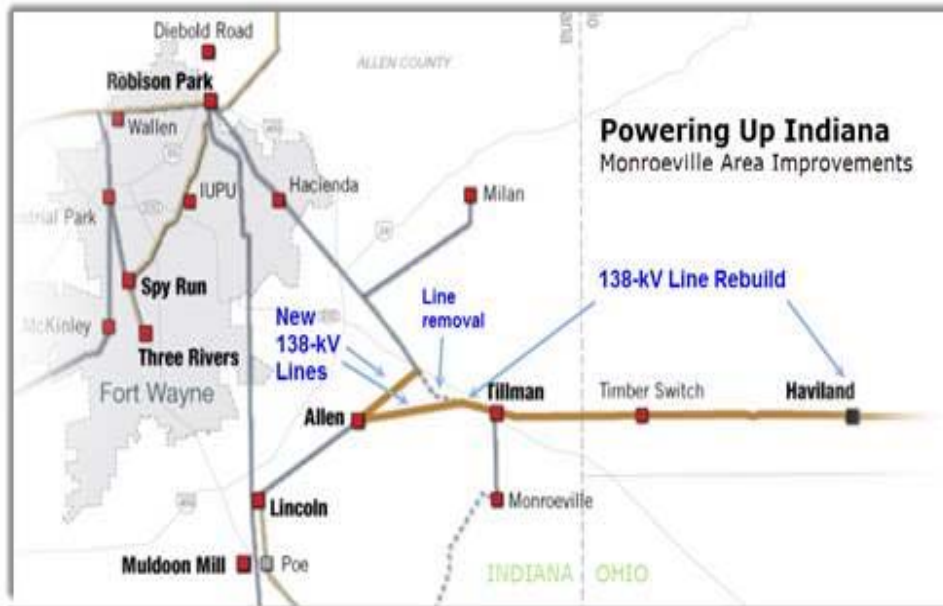 Diebold Road
Robison Park
ALLEN COUNTY
Powering Up Indiana
Monroeville Area Improvements
Wallen
IUPU
Hacienda
Milan
Park
Spy Run
138-kV Line Rebuild
Line
removal
New
138-kV
Lines
McKinley
Three Rivers
Fort Wayne
Allen
Tillman
Timber Switch
Haviland
Lincoln
Monroeville
Muldoon Mill
Poe
INDIANA
OHIO